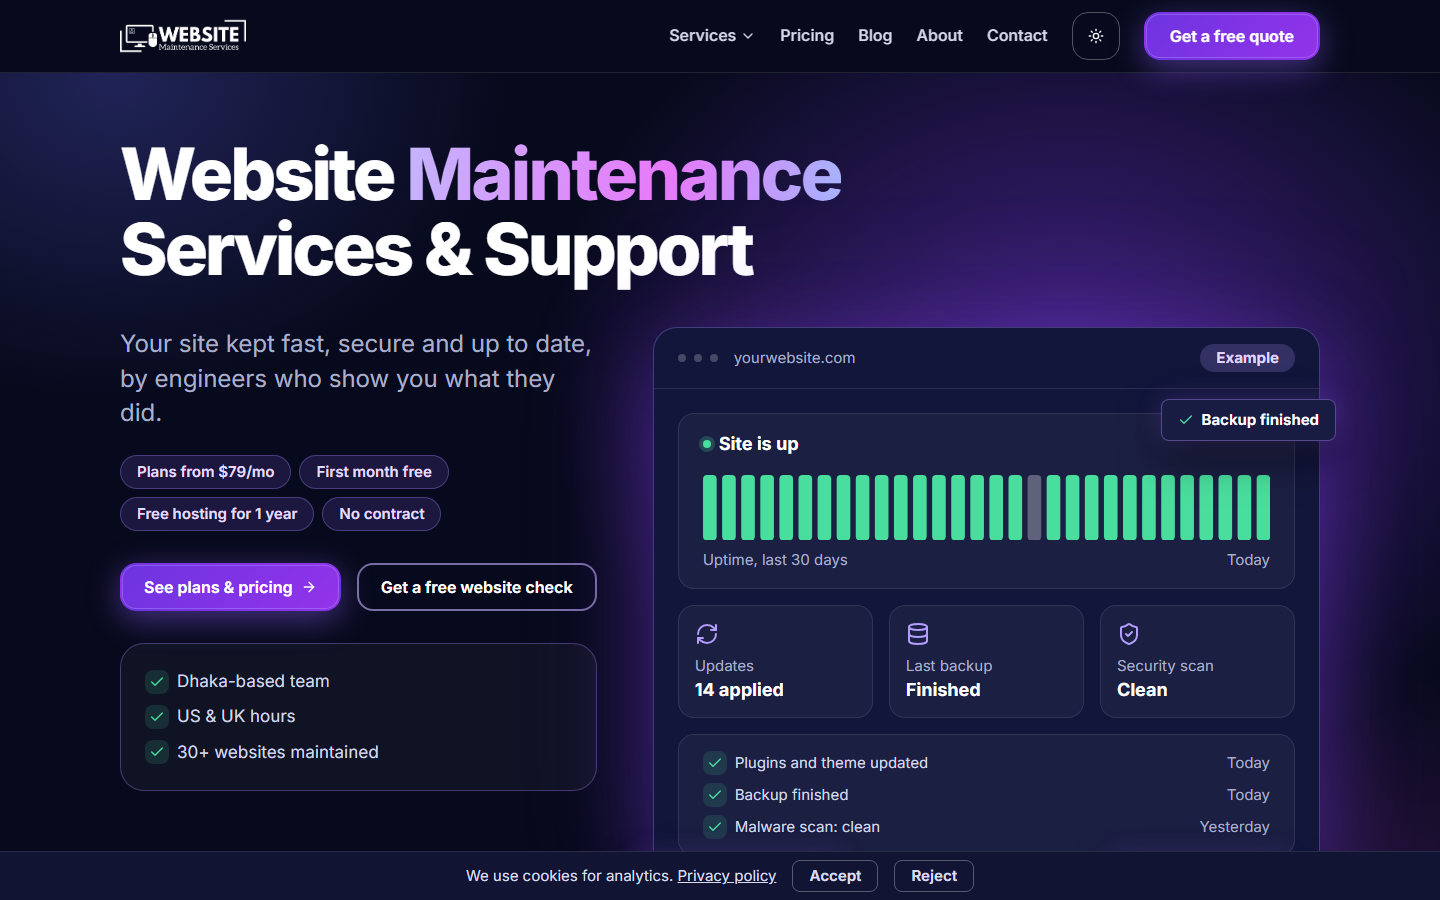 WEBSITE
Maintenance Services
Services
Pricing
Blog
About
Contact
Get a free quote
Website Maintenance
Services & Support
Your site kept fast, secure and up to date,
by engineers who show you what they
did.
Plans from $79/mo
First month free
Free hosting for 1 year
No contract
See plans & pricing
Get a free website check
Dhaka-based team
US & UK hours
30+ websites maintained
yourwebsite.com
Example
Backup finished
Site is up
Uptime, last 30 days
Today
Updates
14 applied
Last backup
Finished
Security scan
Clean
Plugins and theme updated
Today
Backup finished
Today
Malware scan: clean
Yesterday
We use cookies for analytics. Privacy policy
Accept
Reject